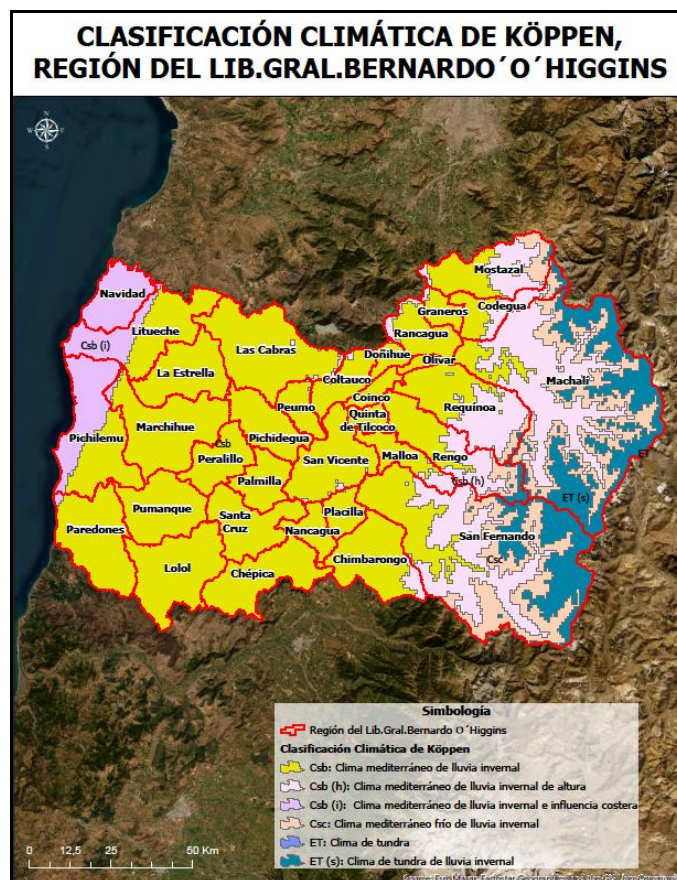 CLASIFICACIÓN CLIMÁTICA DE KÖPPEN,
REGIÓN DEL LIB.GRAL.BERNARDO´O´HIGGINS
N
W
E
S
Mostazal
Navidad
Codegua
Graneros
Litueche
Rancagua
Csb (i)
Las Cabras
Doñihue
Olivar
La Estrella
Coltauco
Machalí
Coinco
Peumo
Requínoa
Quinta
de Tilcoco
Marchihue
Pichilemu
Csb
Pichidegua
Malloa
Rengo
ET
Peralillo
San Vicente
Palmilla
Csb (h)
ET (s)
Pumanque
Placilla
Paredones
Santa
Cruz
Nancagua
San Fernando
Chimbarongo
Csc
Lolol
Chépica
Simbología
Región del Lib.Gral.Bernardo O´Higgins
Clasificación Climática de Köppen
Csb: Clima mediterráneo de lluvia invernal
Csb (h): Clima mediterráneo de lluvia invernal de altura
Csb (i): Clima mediterráneo de lluvia invernal e influencia costera
Csc: Clima mediterráneo frío de lluvia invernal
ET: Clima de tundra
ET (s): Clima de tundra de lluvia invernal
0 12,5 25 50 Km